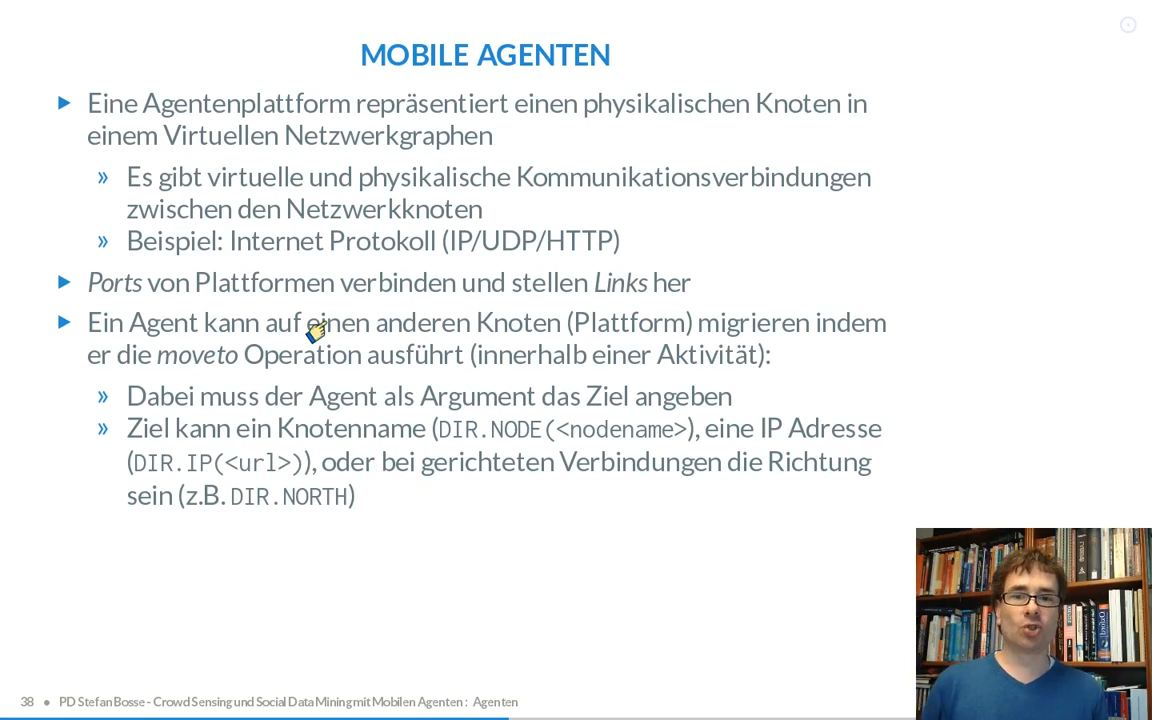 MOBILE AGENTEN
Eine Agentenplattform repräsentiert einen physikalischen Knoten in
einem Virtuellen Netzwerkgraphen
» Es gibt virtuelle und physikalische Kommunikationsverbindungen
zwischen den Netzwerkknoten
» Beispiel: Internet Protokoll (IP/UDP/HTTP)
Ports von Plattformen verbinden und stellen Links her
Ein Agent kann auf einen anderen Knoten (Plattform) migrieren indem
er die moveto Operation ausführt (innerhalb einer Aktivität):
» Dabei muss der Agent als Argument das Ziel angeben
» Ziel kann ein Knotenname (DIR.NODE(<nodename>), eine IP Adresse
(DIR.IP(<url>)), oder bei gerichteten Verbindungen die Richtung
sein (z.B. DIR.NORTH)
38 • PD Stefan Bosse - Crowd Sensing und Social Data Mining mit Mobilen Agenten : Agenten